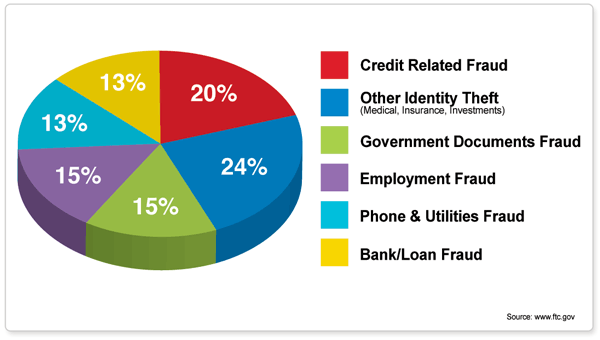 13%
20%
13%
24%
15%
15%
Credit Related Fraud
Other Identity Theft
(Medical, Insurance, Investments)
Government Documents Fraud
Employment Fraud
Phone & Utilities Fraud
Bank/Loan Fraud
Source: www.ftc.gov